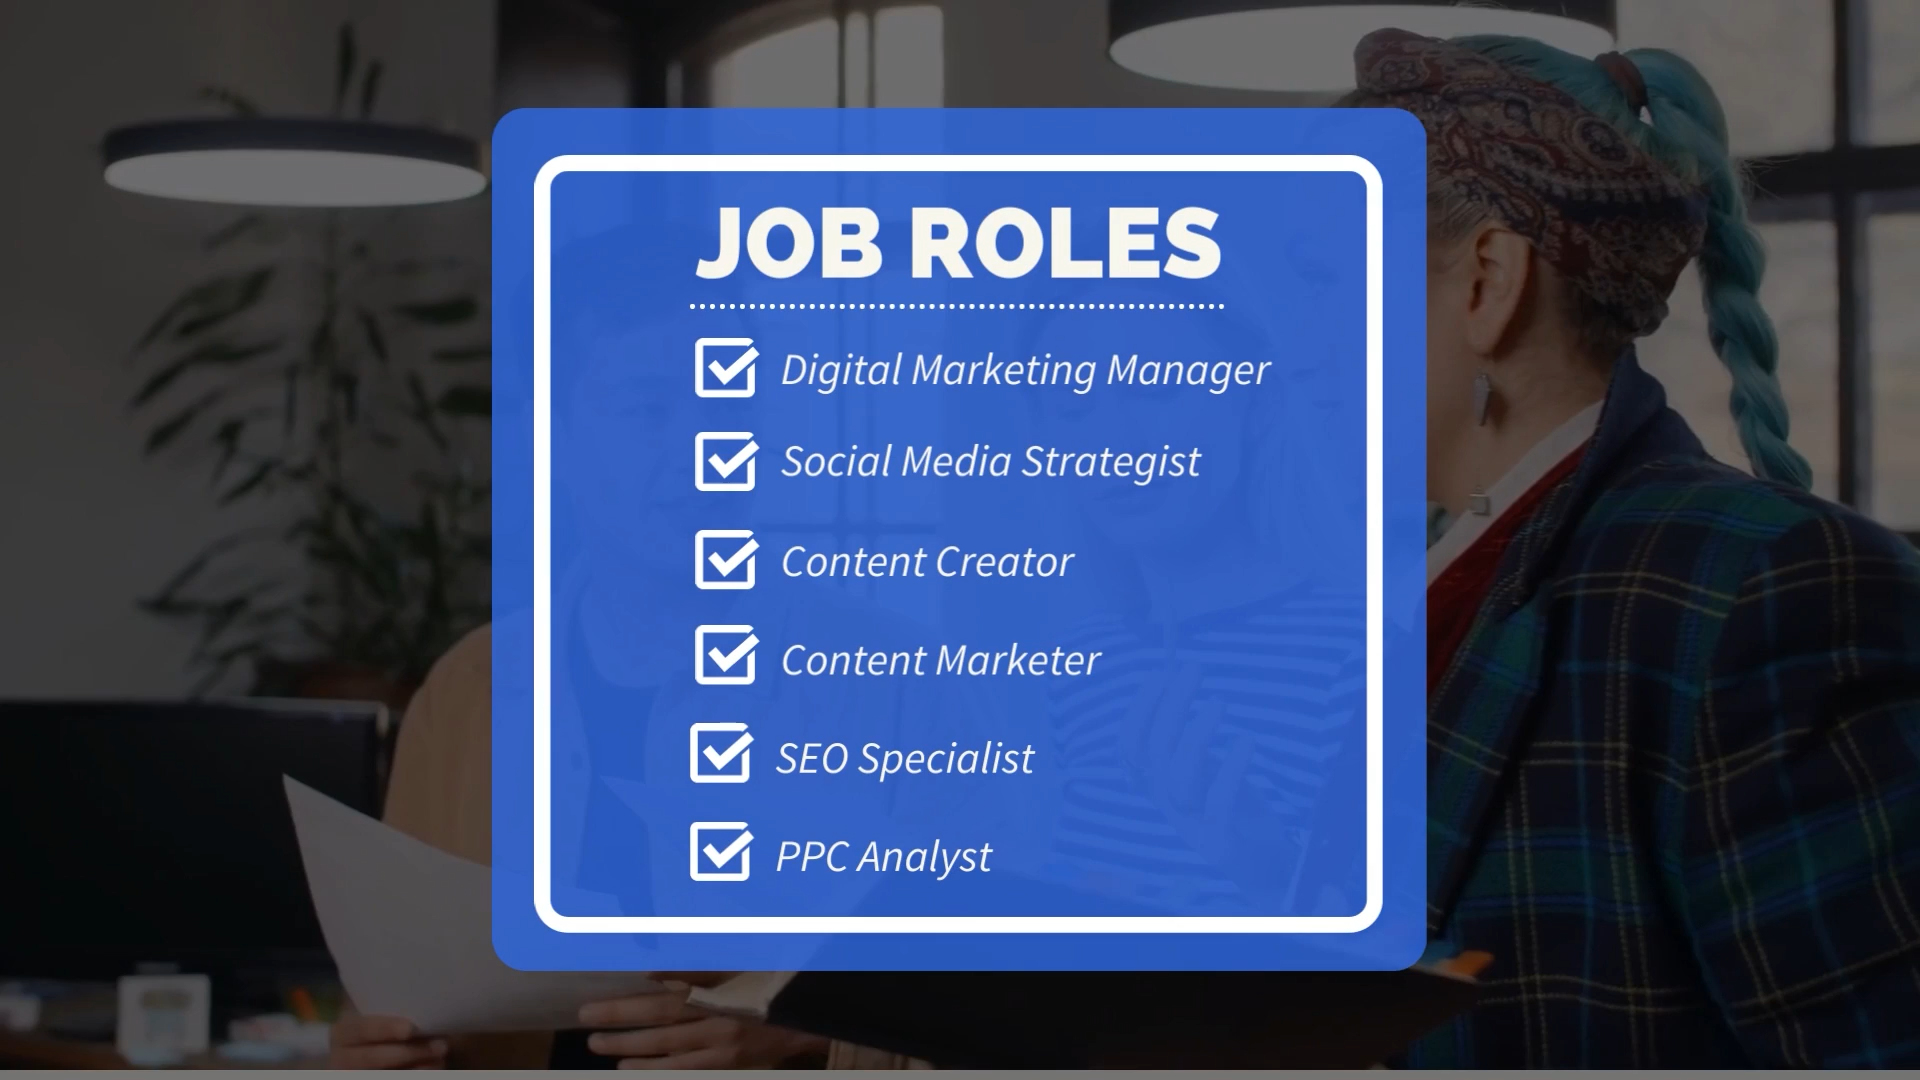 JOB ROLES
Digital Marketing Manager
Social Media Strategist
Content Creator
Content Marketer
SEO Specialist
PPC Analyst